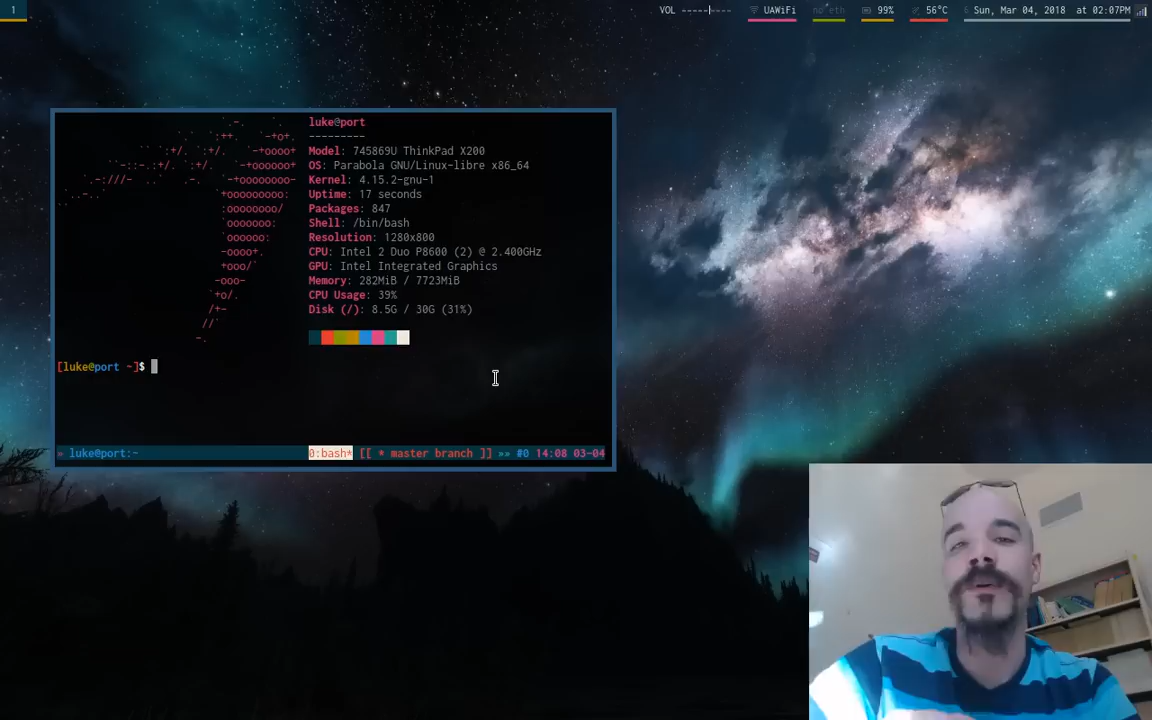 1
VOL -----|----
UAWiFi
no eth
99%
56°C
Sun, Mar 04, 2018 at 02:07PM
luke@port
---------
Model: 745869U ThinkPad X200
OS: Parabola GNU/Linux-libre x86_64
Kernel: 4.15.2-gnu-1
Uptime: 17 seconds
Packages: 847
Shell: /bin/bash
Resolution: 1280x800
CPU: Intel 2 Duo P8600 (2) @ 2.400GHz
GPU: Intel Integrated Graphics
Memory: 282MiB / 7723MiB
CPU Usage: 39%
Disk (/): 8.5G / 30G (31%)
[luke@port ~]$
» luke@port:~ 0:bash* [[ * master branch ]] »» #0 14:08 03-04